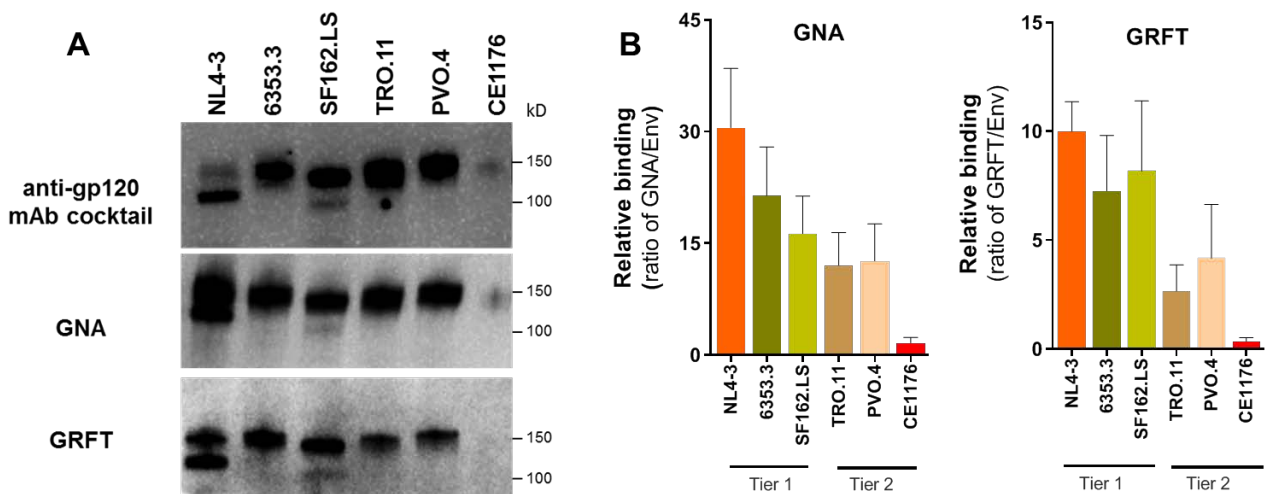 A
NL4-3
6353.3
SF162.LS
TRO.11
PVO.4
CE1176
kD
anti-gp120
mAb cocktail
150
100
GNA
150
100
GRFT
150
100
B
GNA
Relative binding
(ratio of GNA/Env)
45
30
15
0
NL4-3
6353.3
SF162.LS
TRO.11
PVO.4
CE1176
Tier 1
Tier 2
GRFT
Relative binding
(ratio of GRFT/Env)
15
10
5
0
NL4-3
6353.3
SF162.LS
TRO.11
PVO.4
CE1176
Tier 1
Tier 2